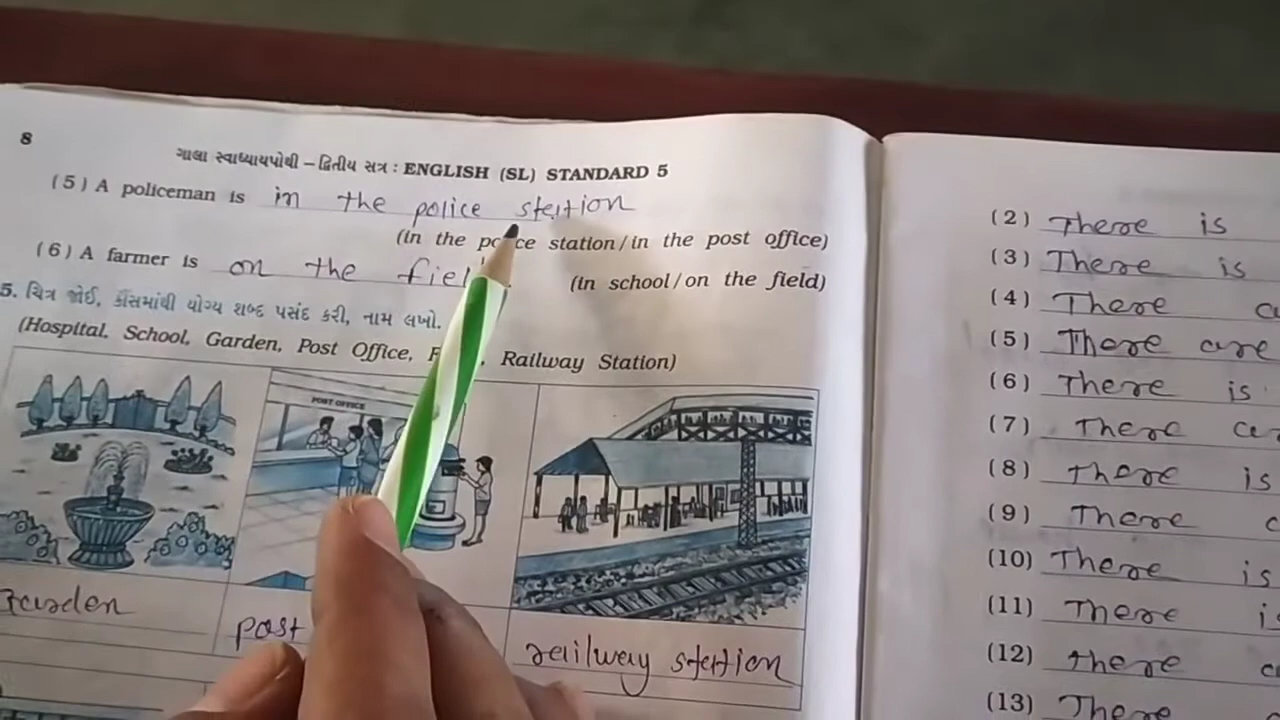 8
ગાલા સ્વાધ્યાયપોથી – દ્વિતીય સત્ર : ENGLISH (SL) STANDARD 5
(5) A policeman is in the police station
(in the police station/in the post office)
(6) A farmer is on the field
(in school/on the field)
5. ચિત્ર જોઈ, કૌંસમાંથી યોગ્ય શબ્દ પસંદ કરી, નામ લખો.
(Hospital, School, Garden, Post Office, Railway Station)
POST OFFICE
Garden
post
railway station
(2) There is
(3) There is
(4) There
(5) There are
(6) There is
(7) There
(8) There is
(9) There
(10) There is
(11) There is
(12) there
(13) There